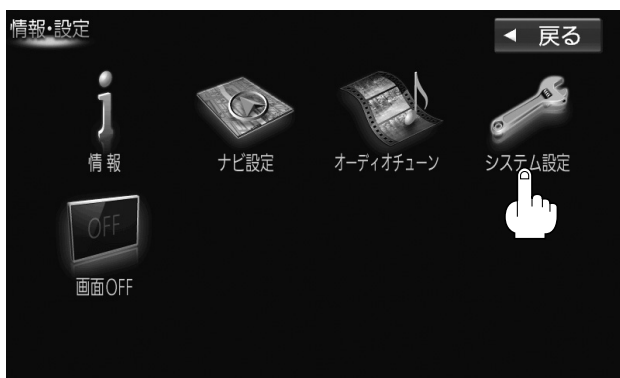 情報・設定
◀ 戻る
情報
ナビ設定
オーディオチューン
システム設定
OFF
画面OFF